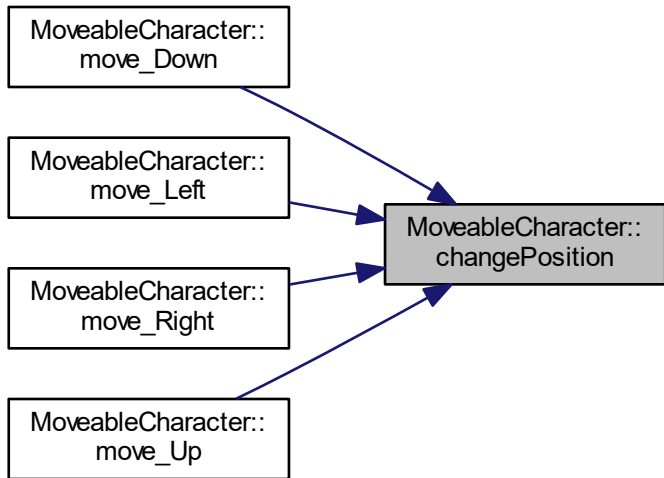 MoveableCharacter::
move_Down
MoveableCharacter::
move_Left
MoveableCharacter::
changePosition
MoveableCharacter::
move_Right
MoveableCharacter::
move_Up